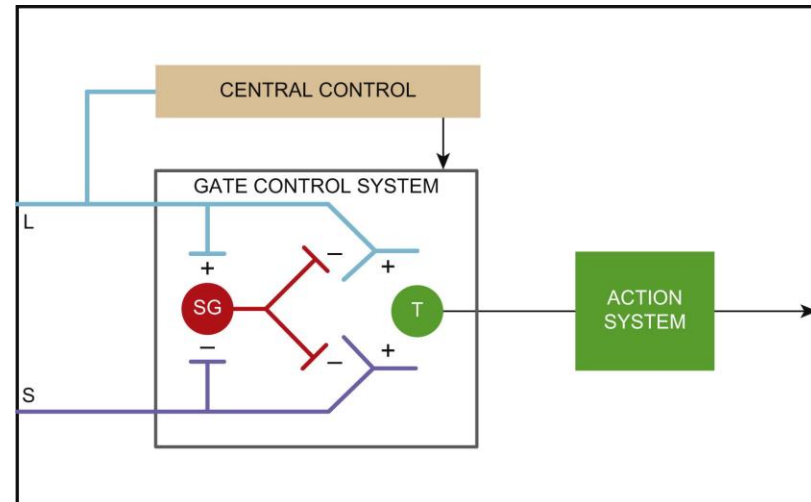 CENTRAL CONTROL
GATE CONTROL SYSTEM
L
+
–
+
SG
T
ACTION
SYSTEM
–
–
+
S